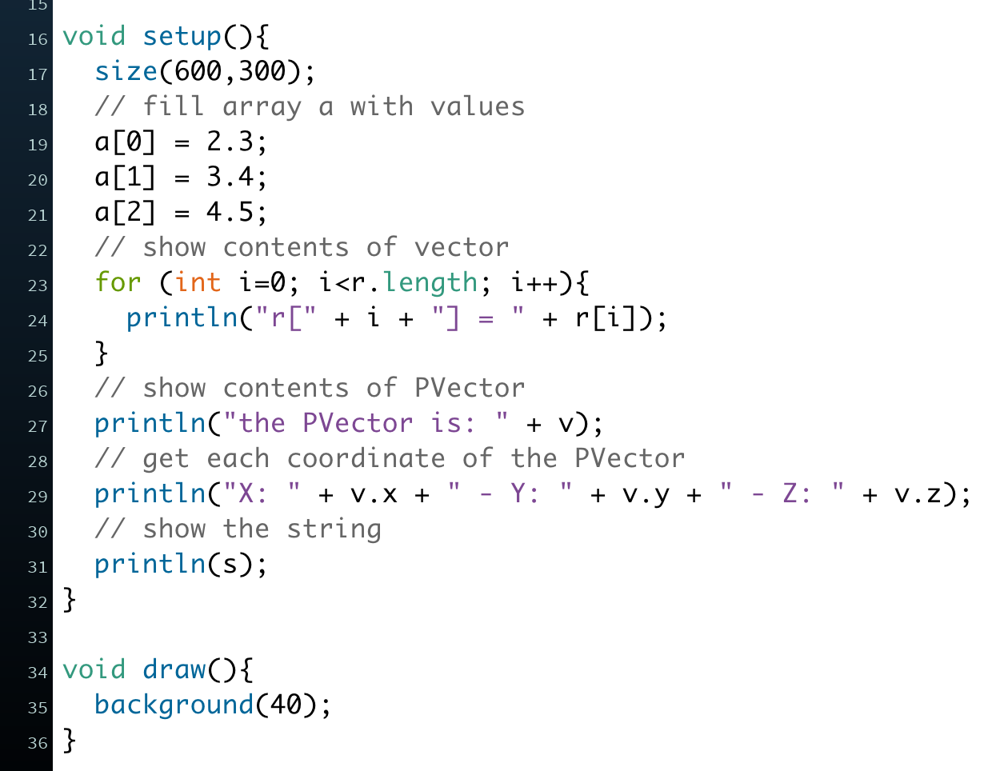 15
16 void setup(){
17   size(600,300);
18   // fill array a with values
19   a[0] = 2.3;
20   a[1] = 3.4;
21   a[2] = 4.5;
22   // show contents of vector
23   for (int i=0; i<r.length; i++){
24     println("r[" + i + "] = " + r[i]);
25   }
26   // show contents of PVector
27   println("the PVector is: " + v);
28   // get each coordinate of the PVector
29   println("X: " + v.x + " - Y: " + v.y + " - Z: " + v.z);
30   // show the string
31   println(s);
32 }
33
34 void draw(){
35   background(40);
36 }